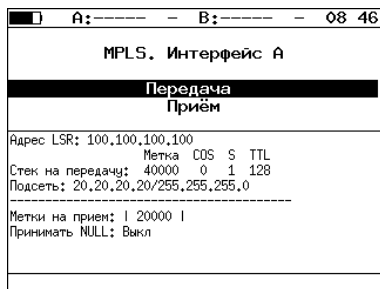 A:----- - B:----- - 08 46
MPLS. Интерфейс A
Передача
Приём
Адрес LSR: 100.100.100.100
Метка COS S TTL
Стек на передачу: 40000 0 1 128
Подсеть: 20.20.20.20/255.255.255.0
----------------------------------------
Метки на прием: | 20000 |
Принимать NULL: Выкл